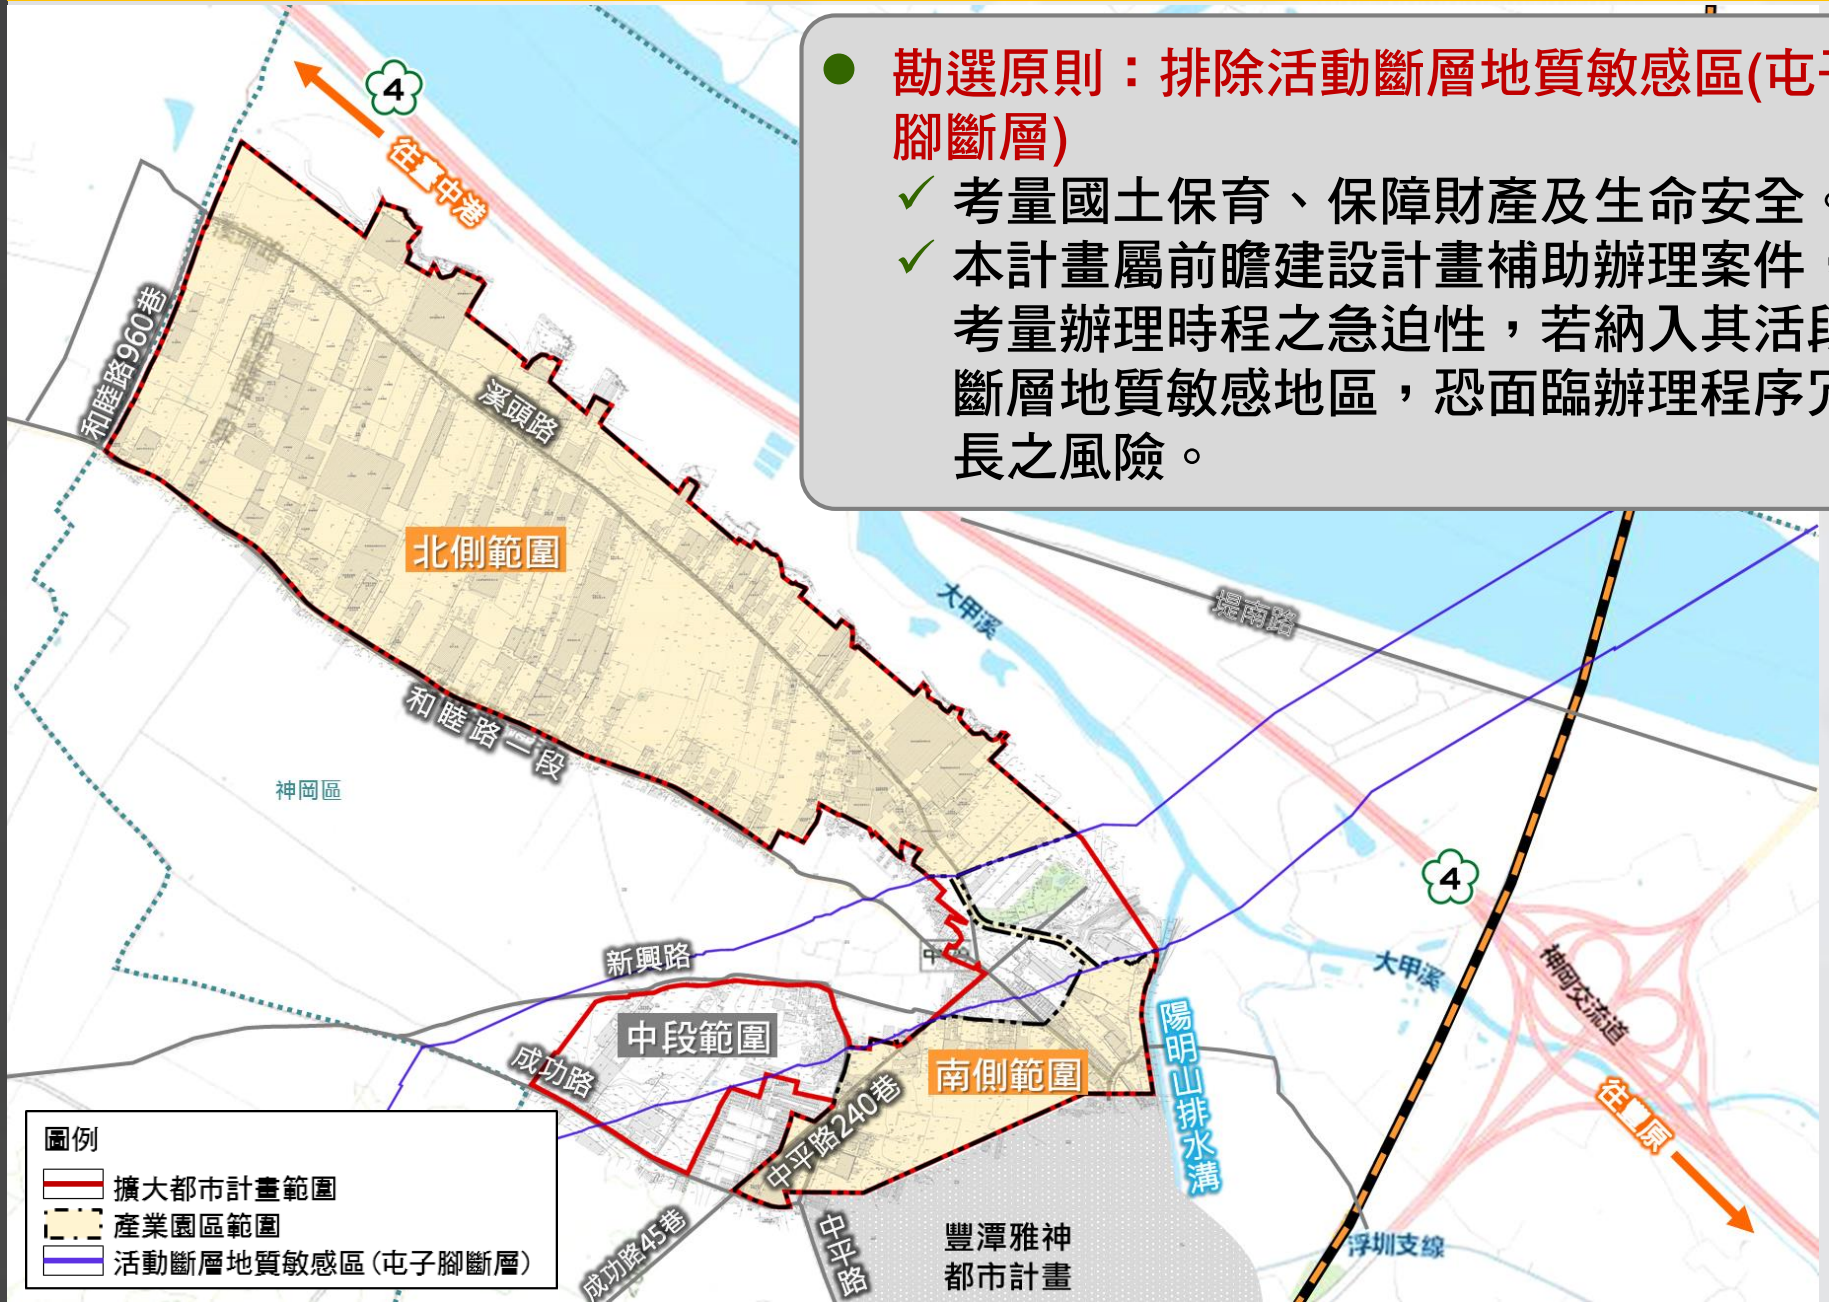 勘選原則：排除活動斷層地質敏感區(屯子
腳斷層)
考量國土保育、保障財產及生命安全。
本計畫屬前瞻建設計畫補助辦理案件，
考量辦理時程之急迫性，若納入其活段
斷層地質敏感地區，恐面臨辦理程序冗
長之風險。
4
往臺中港
和睦路960巷
溪頭路
北側範圍
大甲溪
堤南路
和睦路一段
神岡區
4
新興路
大甲溪
神岡交流道
中段範圍
成功路
南側範圍
陽明山排水溝
中平路240巷
往豐原
圖例
擴大都市計畫範圍
產業園區範圍
活動斷層地質敏感區(屯子腳斷層)
成功路45巷
中平路
豐潭雅神
都市計畫
浮圳支線